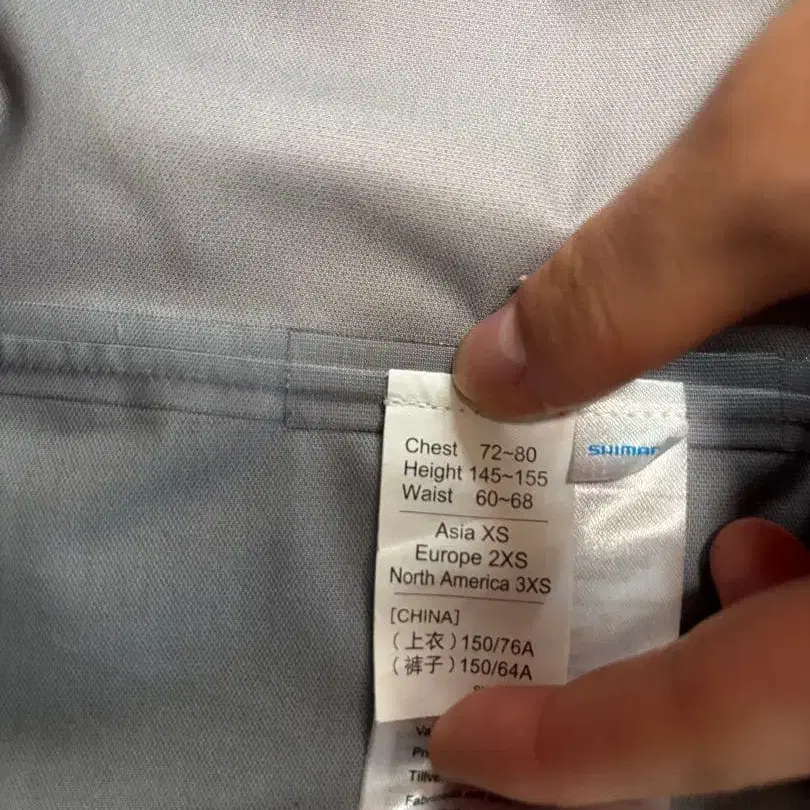 Chest 72~80
Height 145~155
Waist 60~68
Asia XS
Europe 2XS
North America 3XS
[CHINA]
(上衣)150/76A
(裤子)150/64A